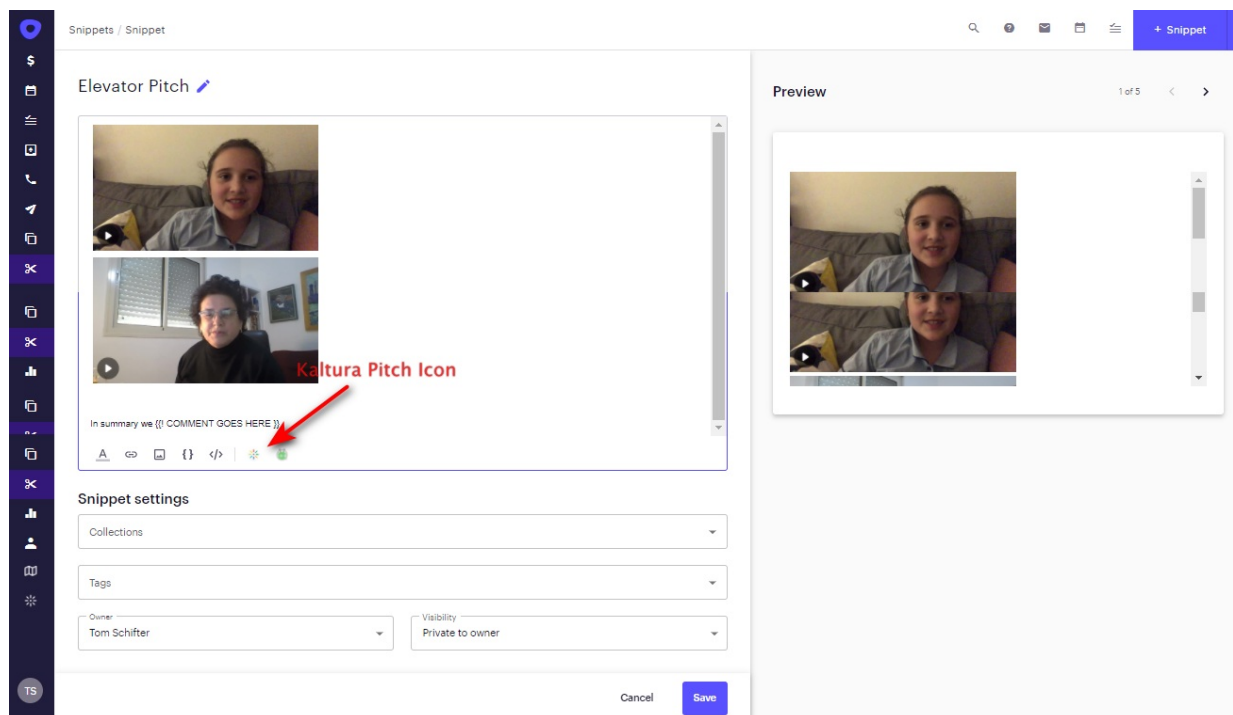 Snippets / Snippet
+ Snippet
Elevator Pitch
Preview
1 of 5
Kaltura Pitch Icon
In summary we {{! COMMENT GOES HERE }}
Snippet settings
Collections
Tags
Owner
Tom Schifter
Visibility
Private to owner
TS
Cancel
Save